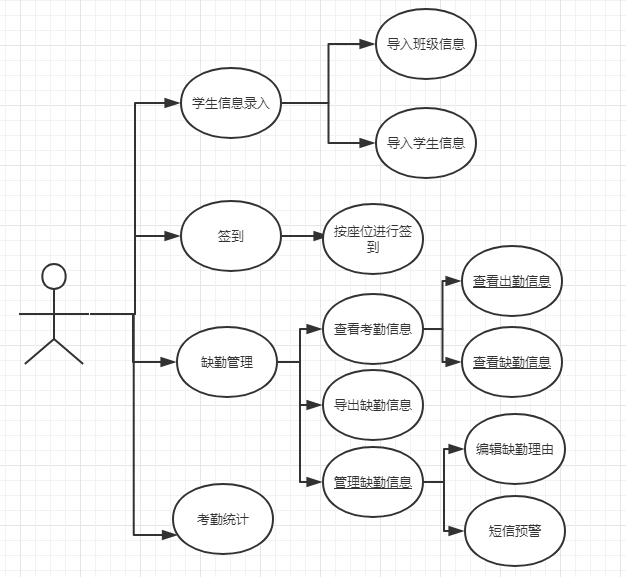 学生信息录入
导入班级信息
导入学生信息
签到
按座位进行签
到
缺勤管理
查看考勤信息
查看出勤信息
查看缺勤信息
导出缺勤信息
管理缺勤信息
编辑缺勤理由
短信预警
考勤统计